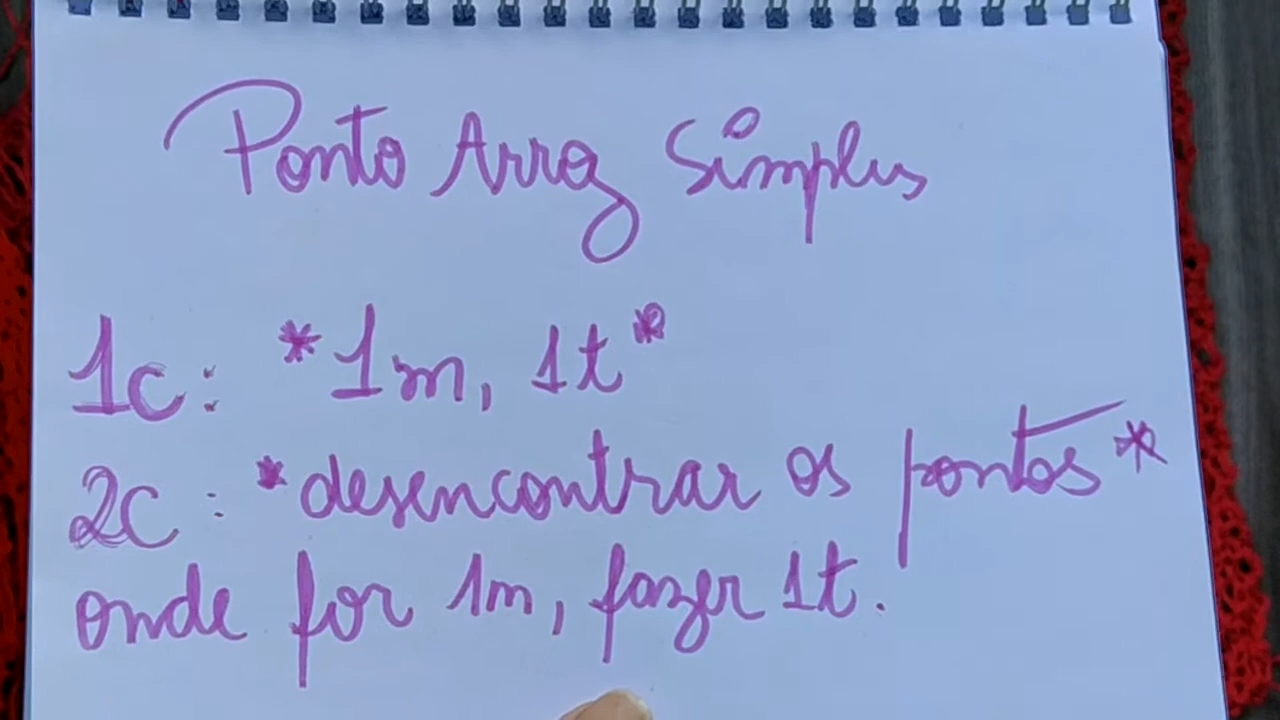 Ponto Arroz Simples
1c: *1m, 1t*
2c: *desencontrar os pontos*
onde for 1m, fazer 1t.